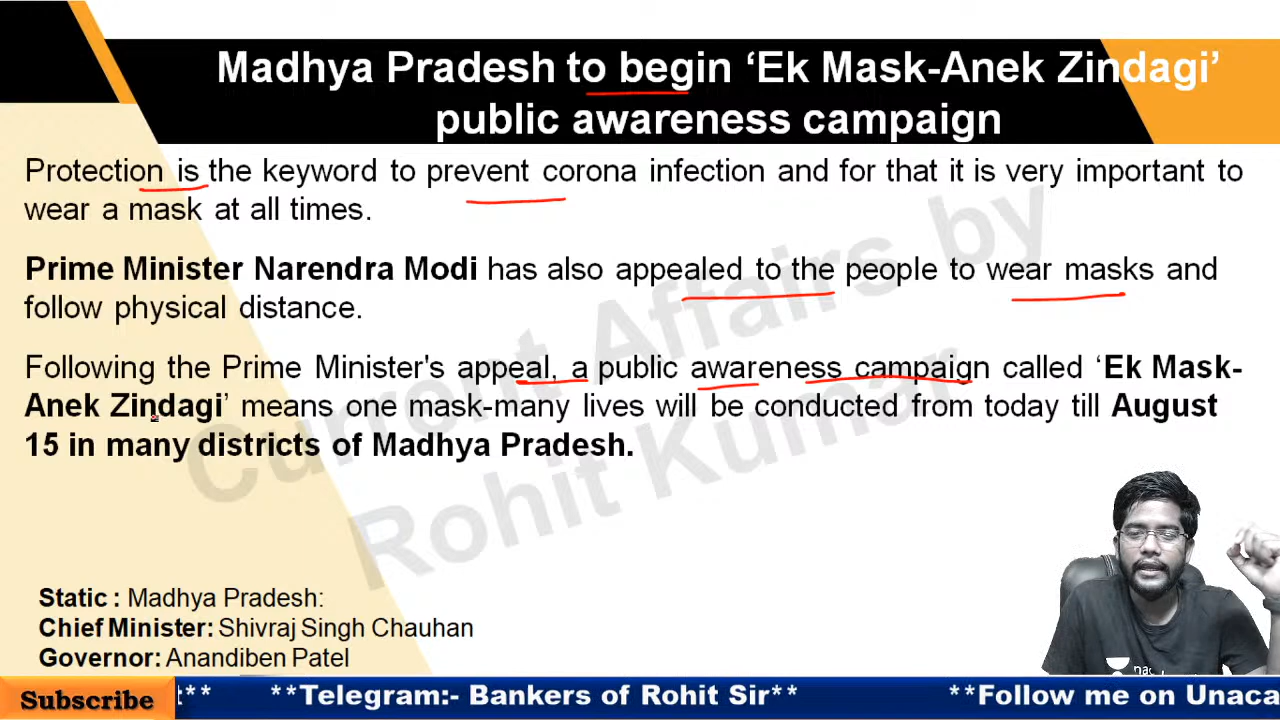 Madhya Pradesh to begin ‘Ek Mask-Anek Zindagi’
public awareness campaign
Protection is the keyword to prevent corona infection and for that it is very important to
wear a mask at all times.
Prime Minister Narendra Modi has also appealed to the people to wear masks and
follow physical distance.
Following the Prime Minister's appeal, a public awareness campaign called ‘Ek Mask-
Anek Zindagi’ means one mask-many lives will be conducted from today till August
15 in many districts of Madhya Pradesh.
Current Affairs by
Rohit Kumar
Static : Madhya Pradesh:
Chief Minister: Shivraj Singh Chauhan
Governor: Anandiben Patel
Subscribe t** **Telegram:- Bankers of Rohit Sir** **Follow me on Unaca